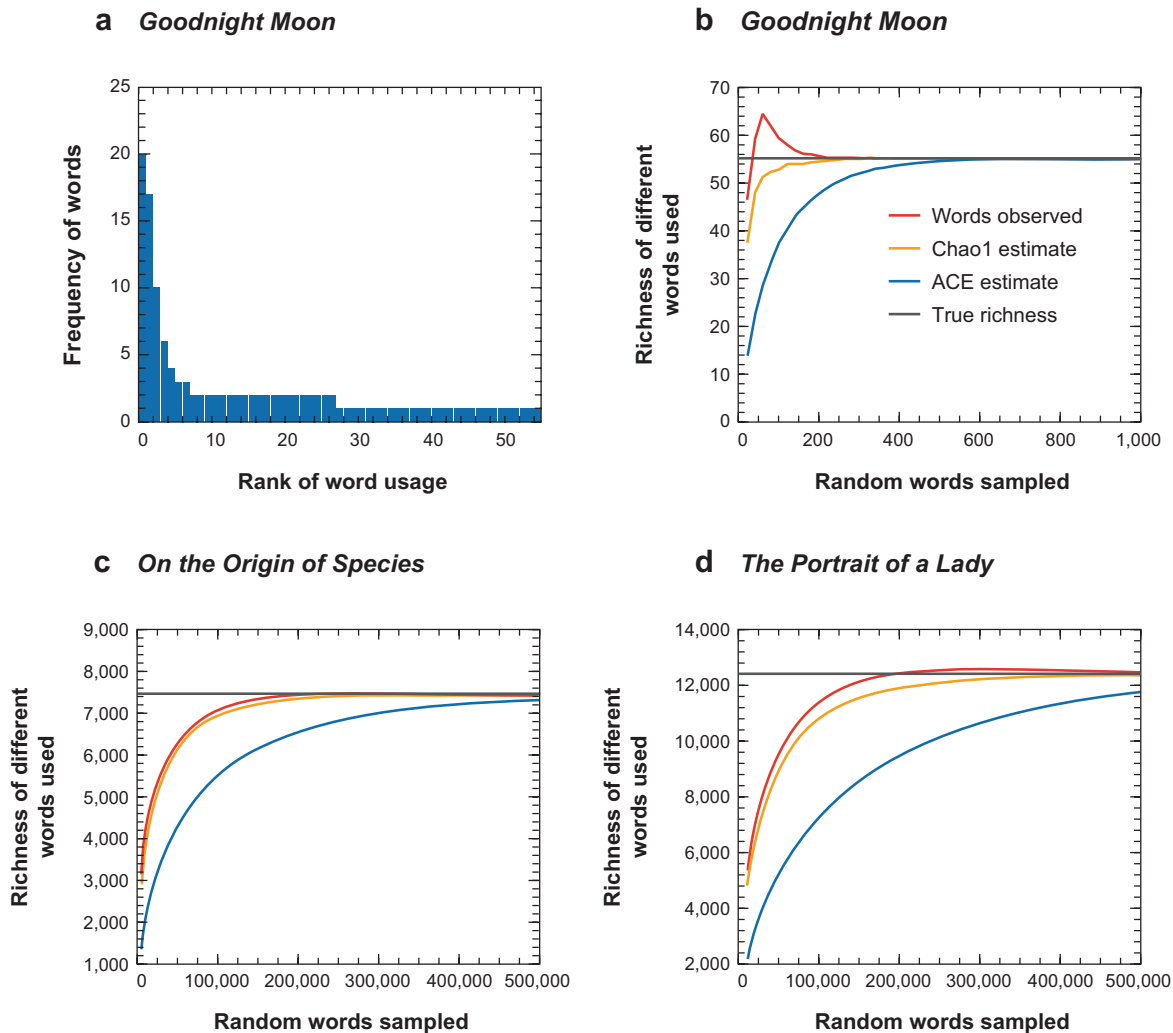 a Goodnight Moon
25
20
15
10
5
0
0 10 20 30 40 50
Frequency of words
Rank of word usage
b Goodnight Moon
70
60
50
40
30
20
10
0
0 200 400 600 800 1,000
Richness of different
words used
Random words sampled
Words observed
Chao1 estimate
ACE estimate
True richness
c On the Origin of Species
9,000
8,000
7,000
6,000
5,000
4,000
3,000
2,000
1,000
0 100,000 200,000 300,000 400,000 500,000
Richness of different
words used
Random words sampled
d The Portrait of a Lady
14,000
12,000
10,000
8,000
6,000
4,000
2,000
0 100,000 200,000 300,000 400,000 500,000
Richness of different
words used
Random words sampled